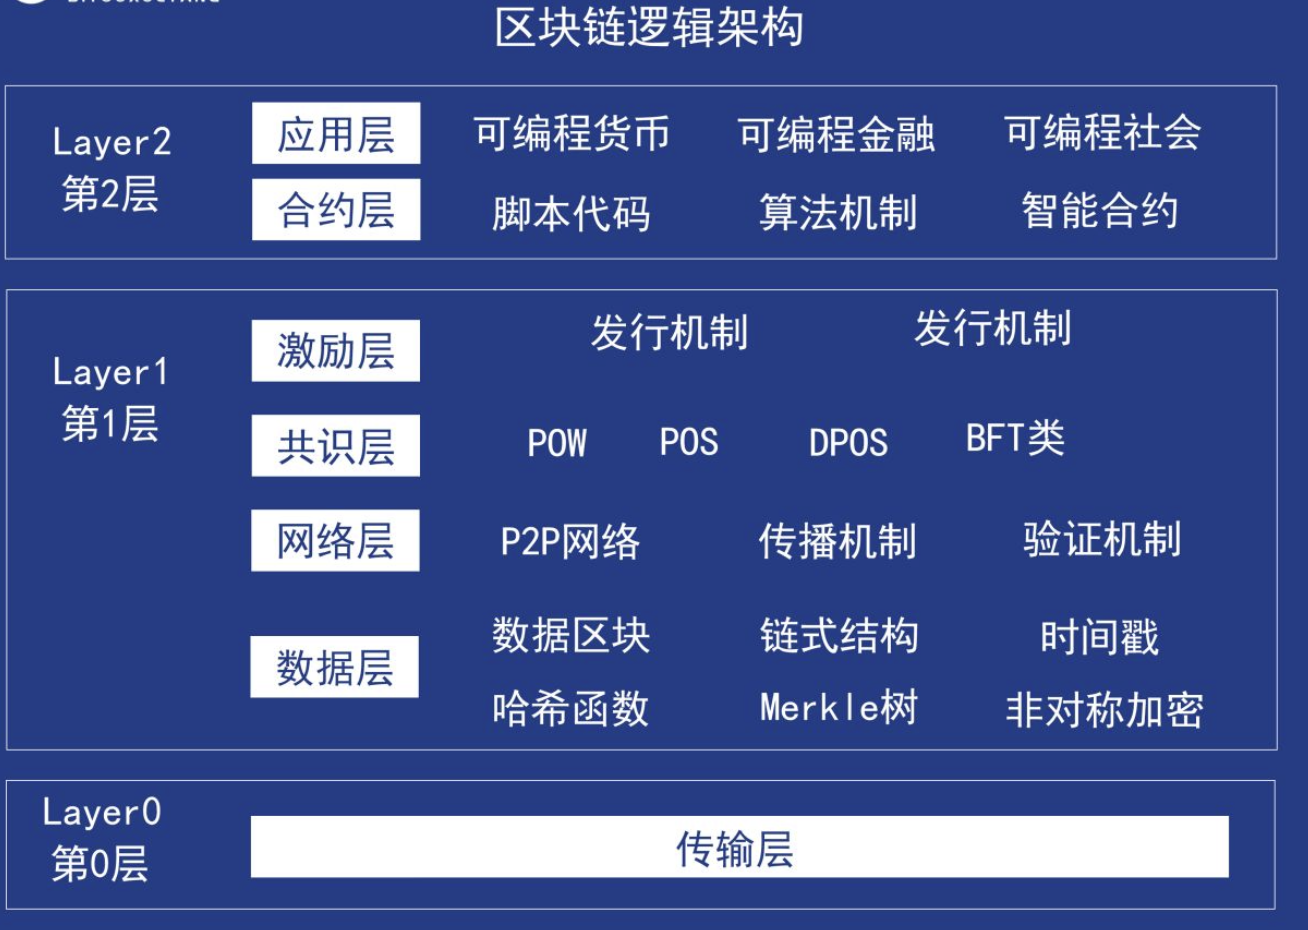 区块链逻辑架构
Layer2
第2层
应用层 可编程货币 可编程金融 可编程社会
合约层 脚本代码 算法机制 智能合约
Layer1
第1层
激励层 发行机制 发行机制
共识层 POW POS DPOS BFT类
网络层 P2P网络 传播机制 验证机制
数据层
数据区块 链式结构 时间戳
哈希函数 Merkle树 非对称加密
Layer0
第0层
传输层